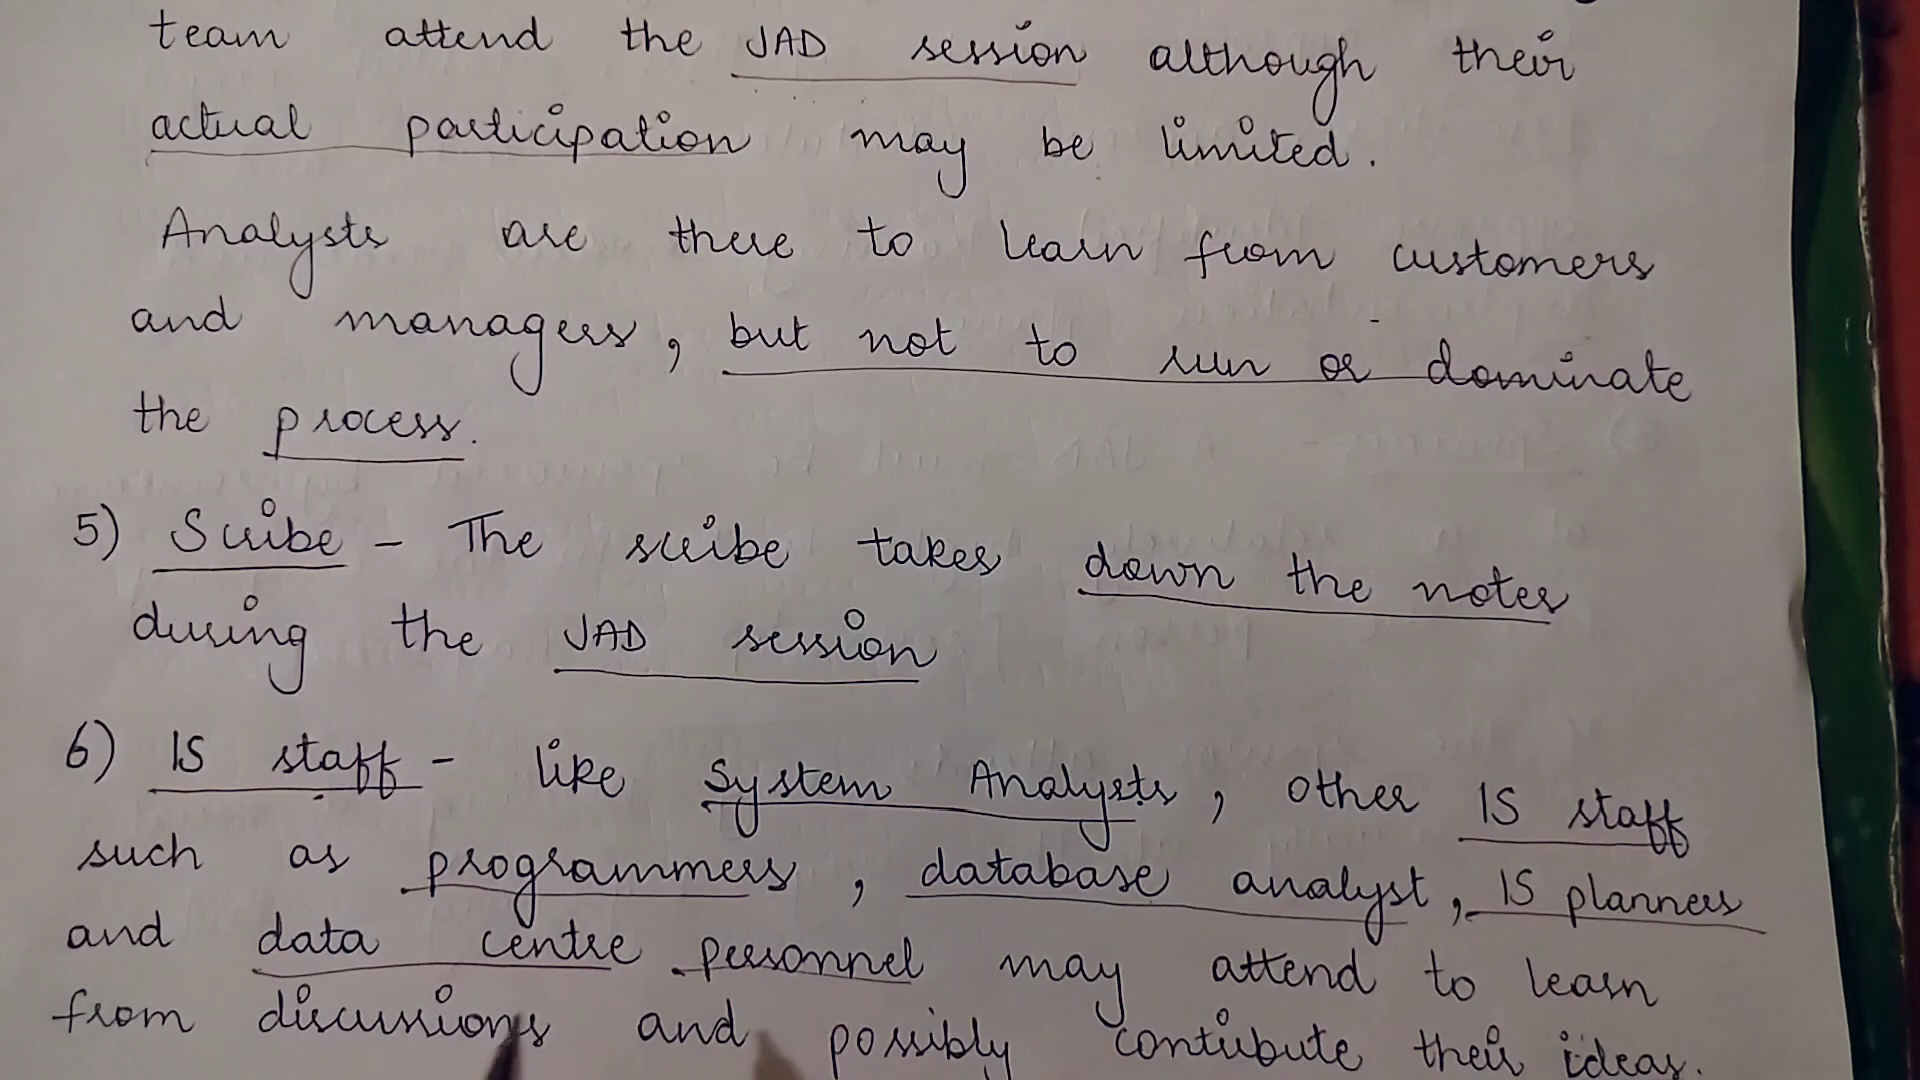 team attend the JAD session although their
actual participation may be limited.
Analysts are there to learn from customers
and managers, but not to run or dominate
the process.
5) Scribe - The scribe takes down the notes
during the JAD session
6) IS staff - like System Analysts, other IS staff
such as programmers, database analyst, IS planners
and data centre personnel may attend to learn
from discussions and possibly contribute their ideas.